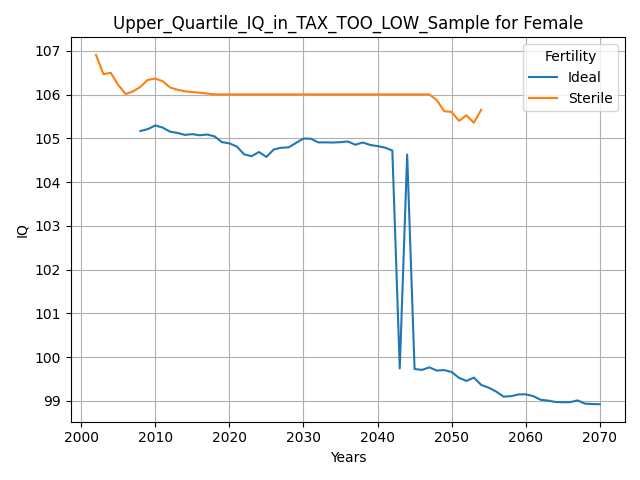 Upper_Quartile_IQ_in_TAX_TOO_LOW_Sample for Female
107
106
105
104
103
102
101
100
99
IQ
Fertility
Ideal
Sterile
2000 2010 2020 2030 2040 2050 2060 2070
Years